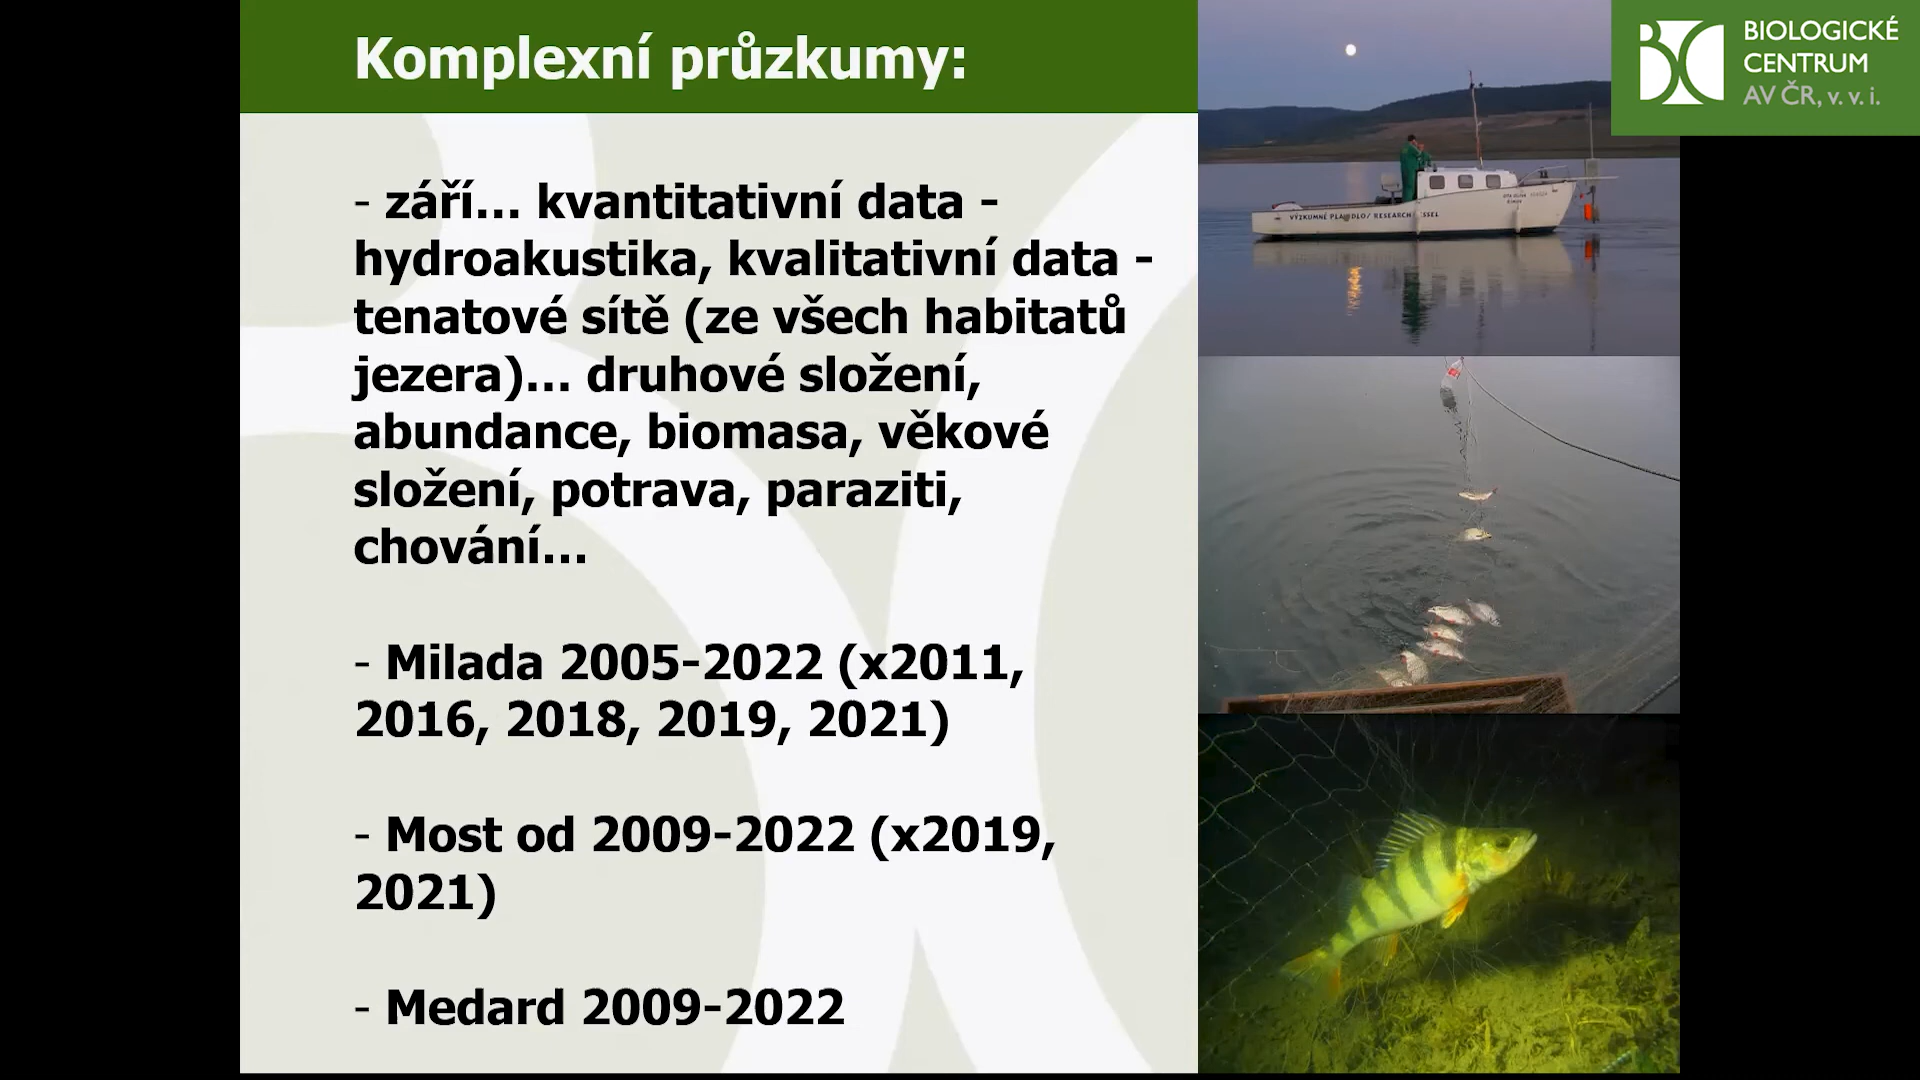 Komplexní průzkumy:
- září... kvantitativní data -
hydroakustika, kvalitativní data -
tenatové sítě (ze všech habitatů
jezera)... druhové složení,
abundance, biomasa, věkové
složení, potrava, paraziti,
chování...
- Milada 2005-2022 (x2011,
2016, 2018, 2019, 2021)
- Most od 2009-2022 (x2019,
2021)
- Medard 2009-2022
BIOLOGICKÉ
CENTRUM
AV ČR, v. v. i.
VÝZKUMNÉ PLAVIDLO/ RESEARCH VESSEL